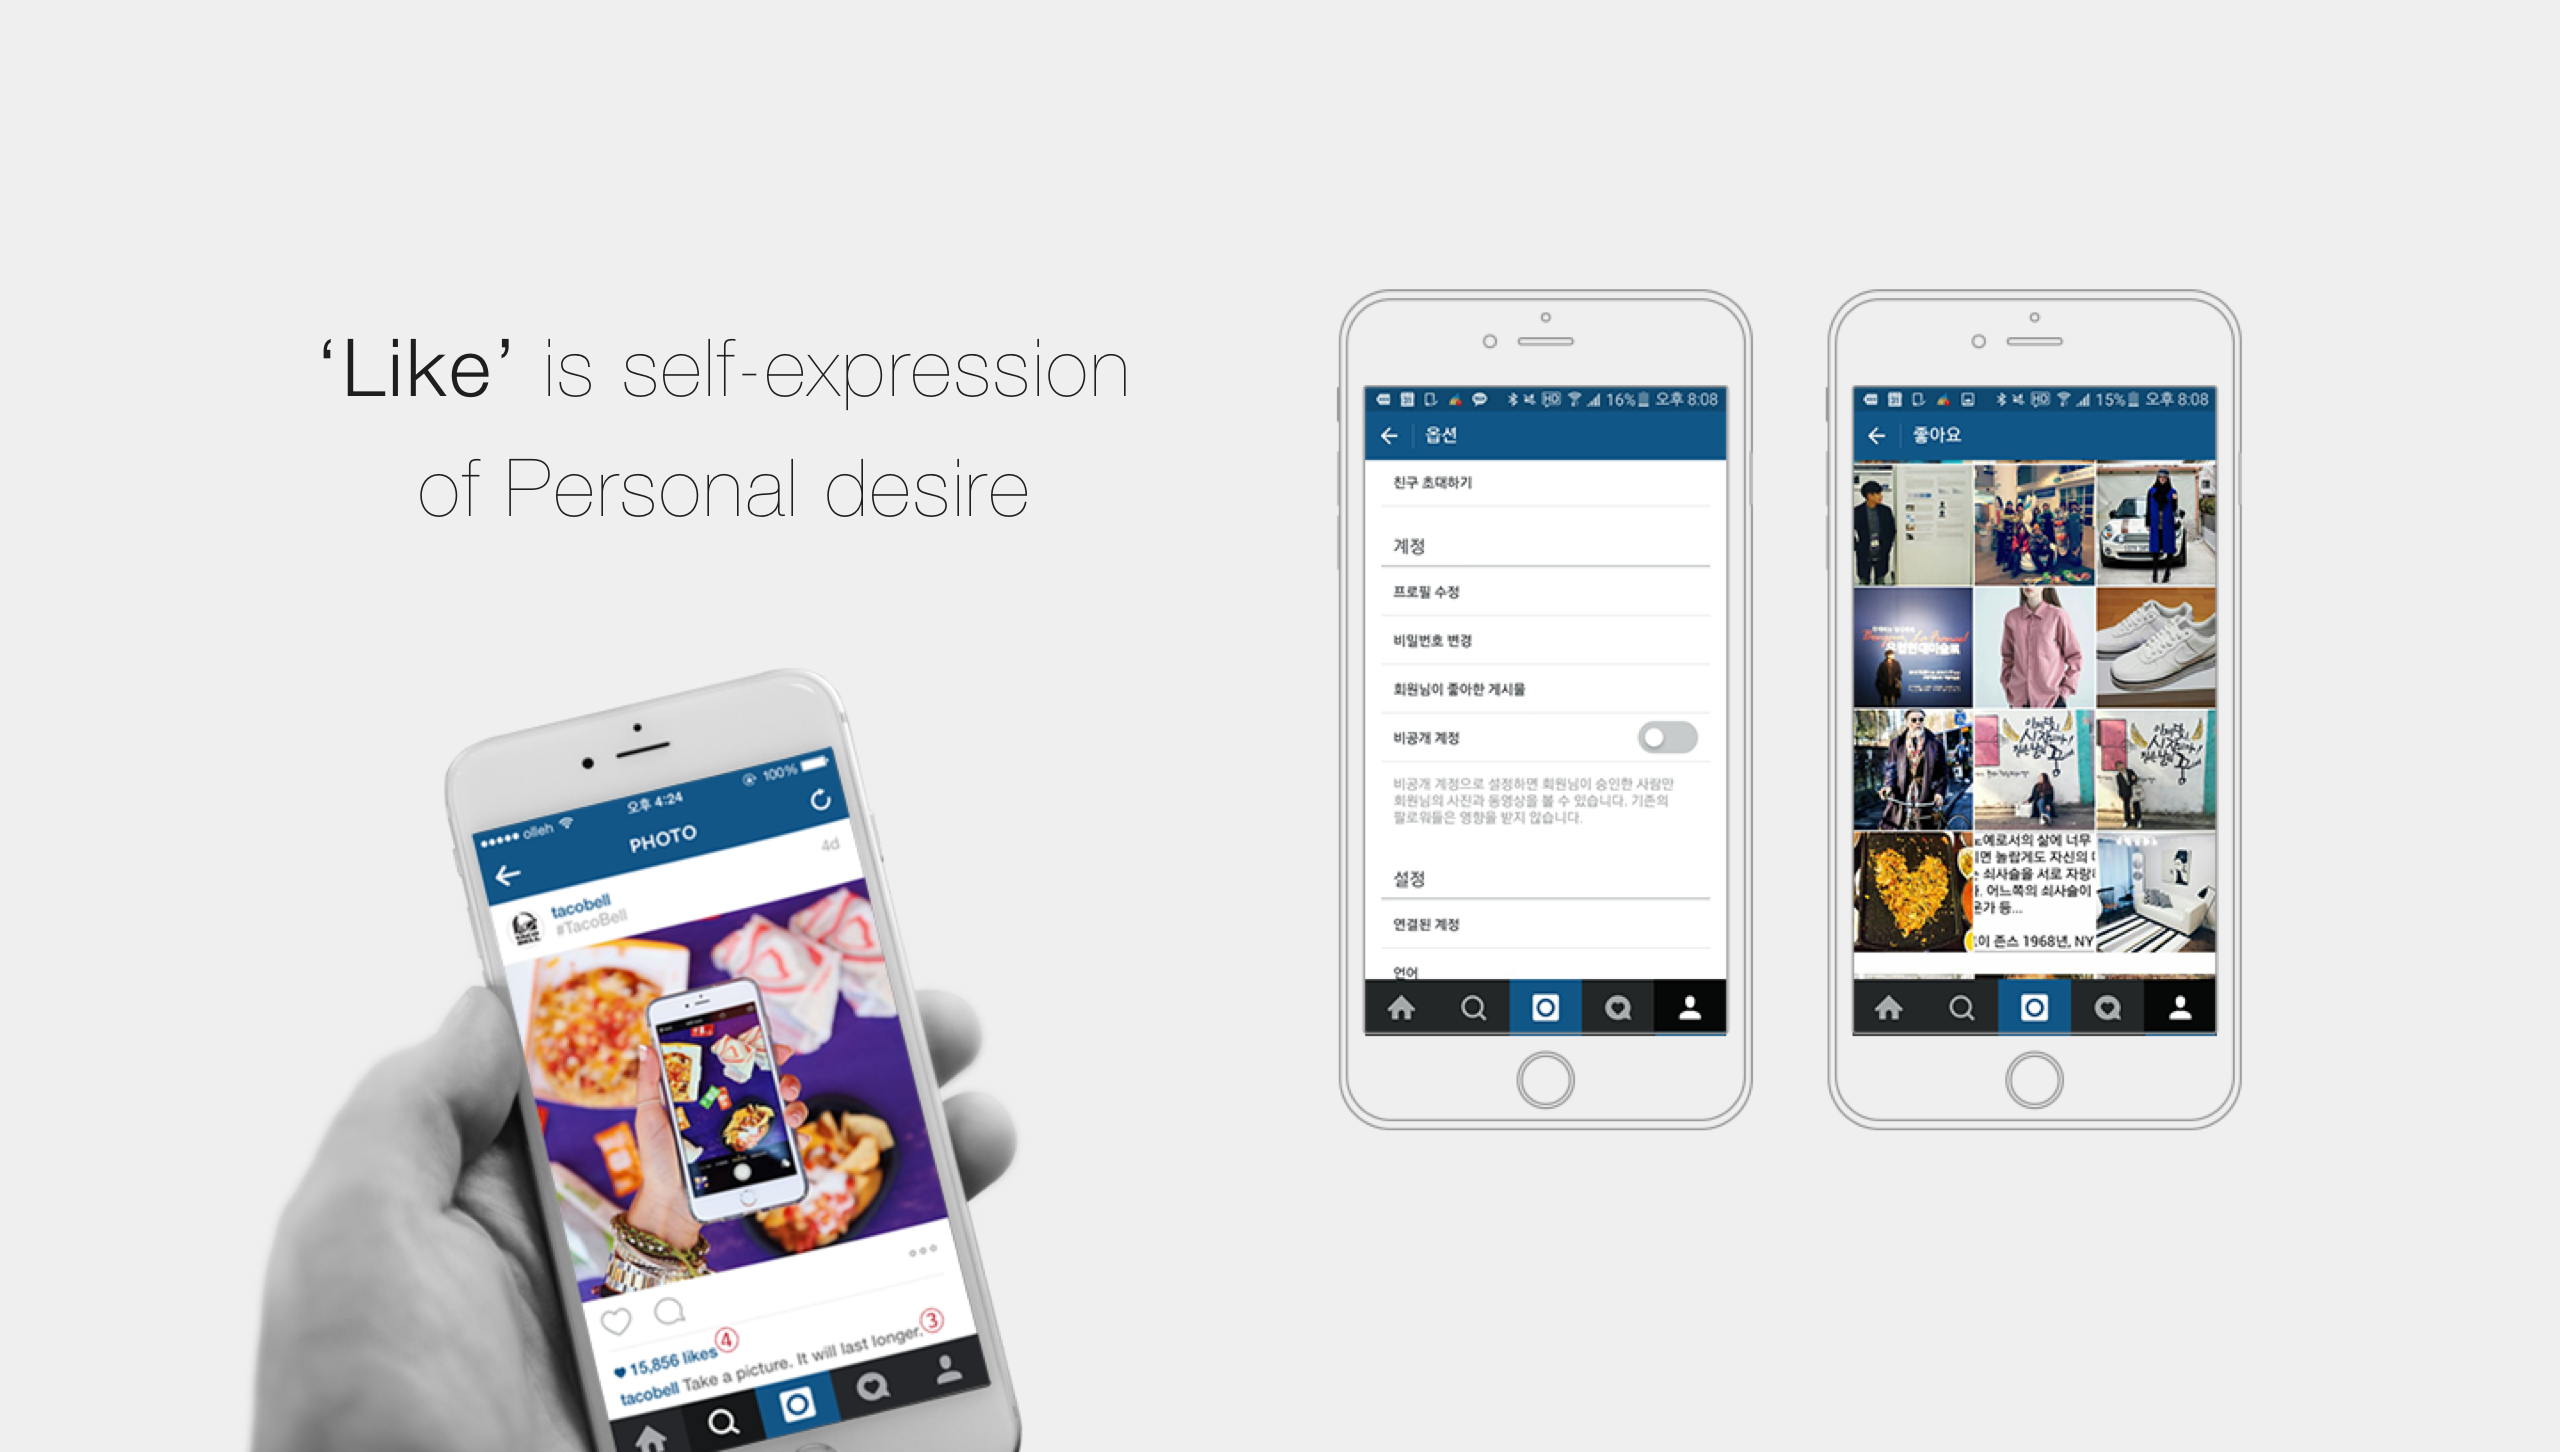 ‘Like’ is self-expression
of Personal desire
olleh
오후 4:24
100%
PHOTO
4d
tacobell
#TacoBell
15,856 likes ④
tacobell Take a picture. It will last longer. ③
16% 오후 8:08
옵션
친구 초대하기
계정
프로필 수정
비밀번호 변경
회원님이 좋아한 게시물
비공개 계정
비공개 계정으로 설정하면 회원님이 승인한 사람만
회원님의 사진과 동영상을 볼 수 있습니다. 기존의
팔로워들은 영향을 받지 않습니다.
설정
연결된 계정
언어
15% 오후 8:08
좋아요
Bonjour, La France!
예로서의 삶에 너무
면 놀랍게도 자신의
쇠사슬을 서로 자랑
어느쪽의 쇠사슬이
가 등...
이 존스 1968년, NY